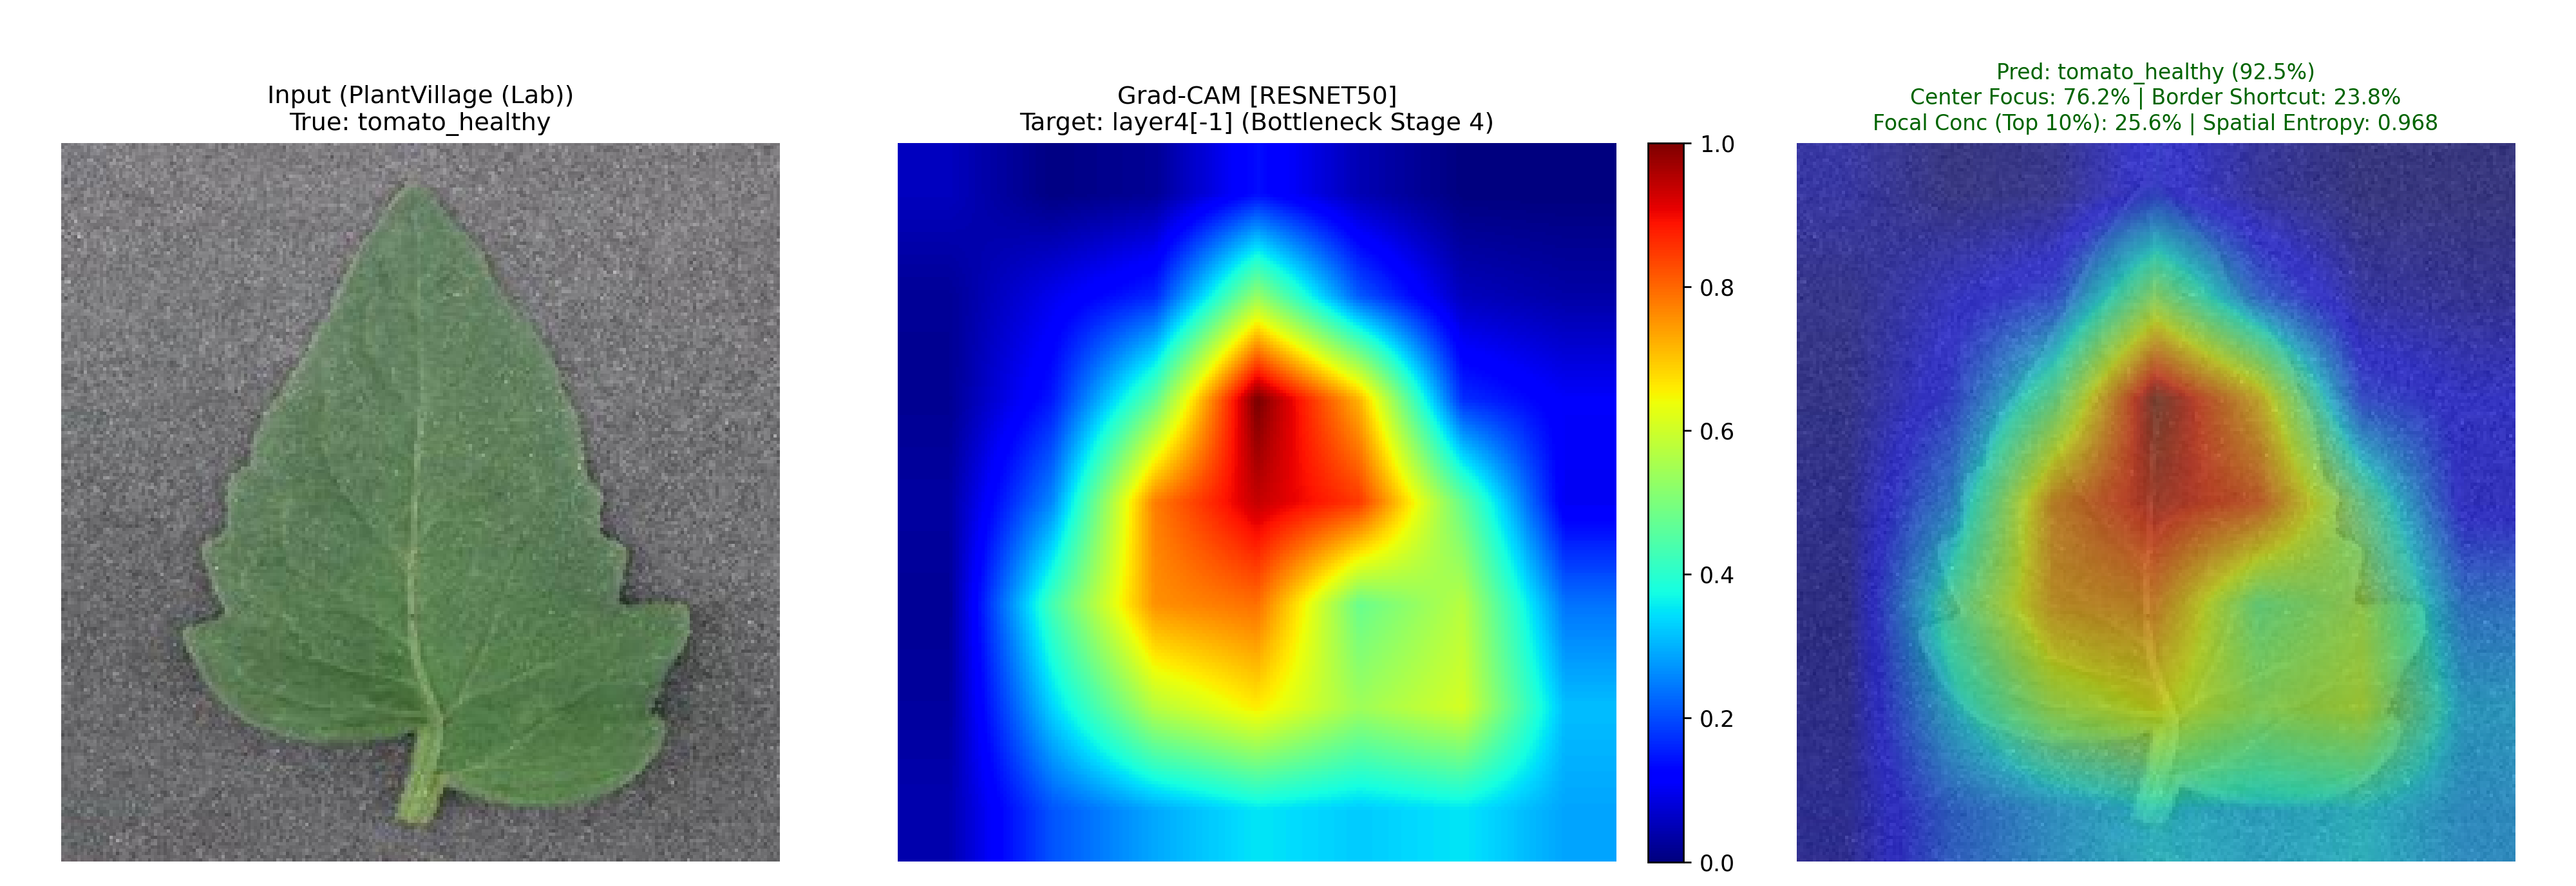 Input (PlantVillage (Lab))
True: tomato_healthy
Grad-CAM [RESNET50]
Target: layer4[-1] (Bottleneck Stage 4)
1.0
0.8
0.6
0.4
0.2
0.0
Pred: tomato_healthy (92.5%)
Center Focus: 76.2% | Border Shortcut: 23.8%
Focal Conc (Top 10%): 25.6% | Spatial Entropy: 0.968